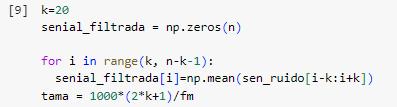 [9] k=20
senial_filtrada = np.zeros(n)
for i in range(k, n-k-1):
senial_filtrada[i]=np.mean(sen_ruido[i-k:i+k])
tama = 1000*(2*k+1)/fm